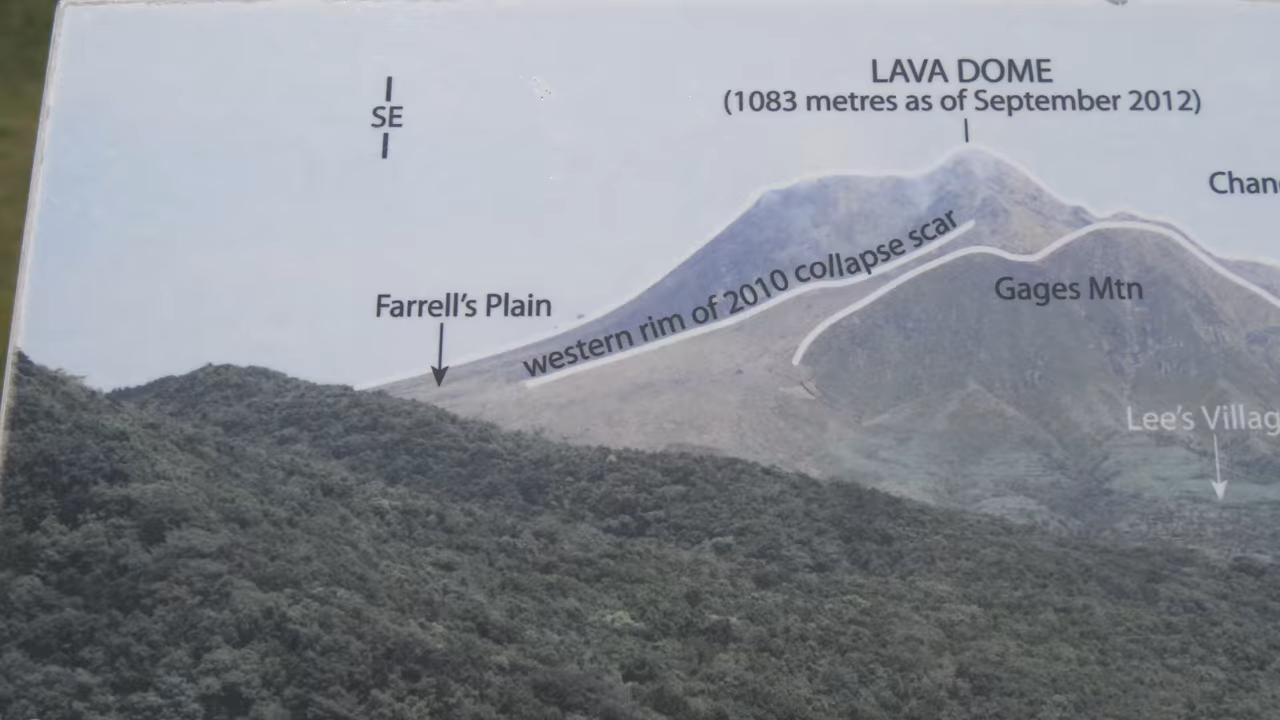 LAVA DOME
(1083 metres as of September 2012)
SE
Farrell's Plain
western rim of 2010 collapse scar
Gages Mtn
Lee's